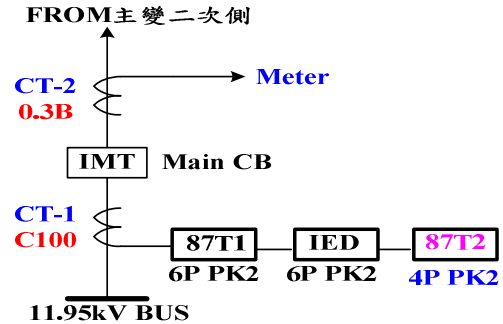 FROM主變二次側
CT-2
0.3B
Meter
IMT
Main CB
CT-1
C100
87T1
IED
87T2
6P PK2
6P PK2
4P PK2
11.95kV BUS